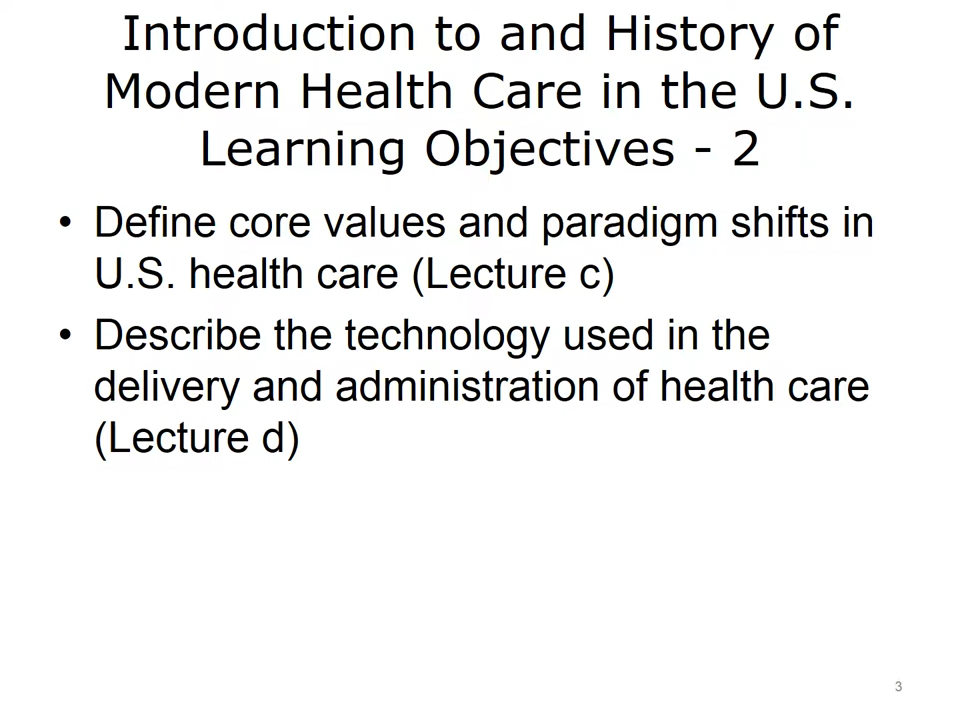 Introduction to and History of
Modern Health Care in the U.S.
Learning Objectives - 2
• Define core values and paradigm shifts in
U.S. health care (Lecture c)
• Describe the technology used in the
delivery and administration of health care
(Lecture d)
3